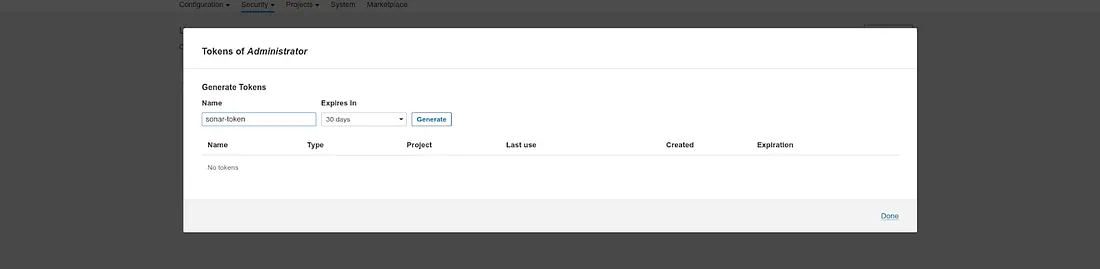 Configuration Security Projects System Marketplace
Tokens of Administrator
Generate Tokens
Name Expires In
sonar-token 30 days Generate
Name Type Project Last use Created Expiration
No tokens
Done